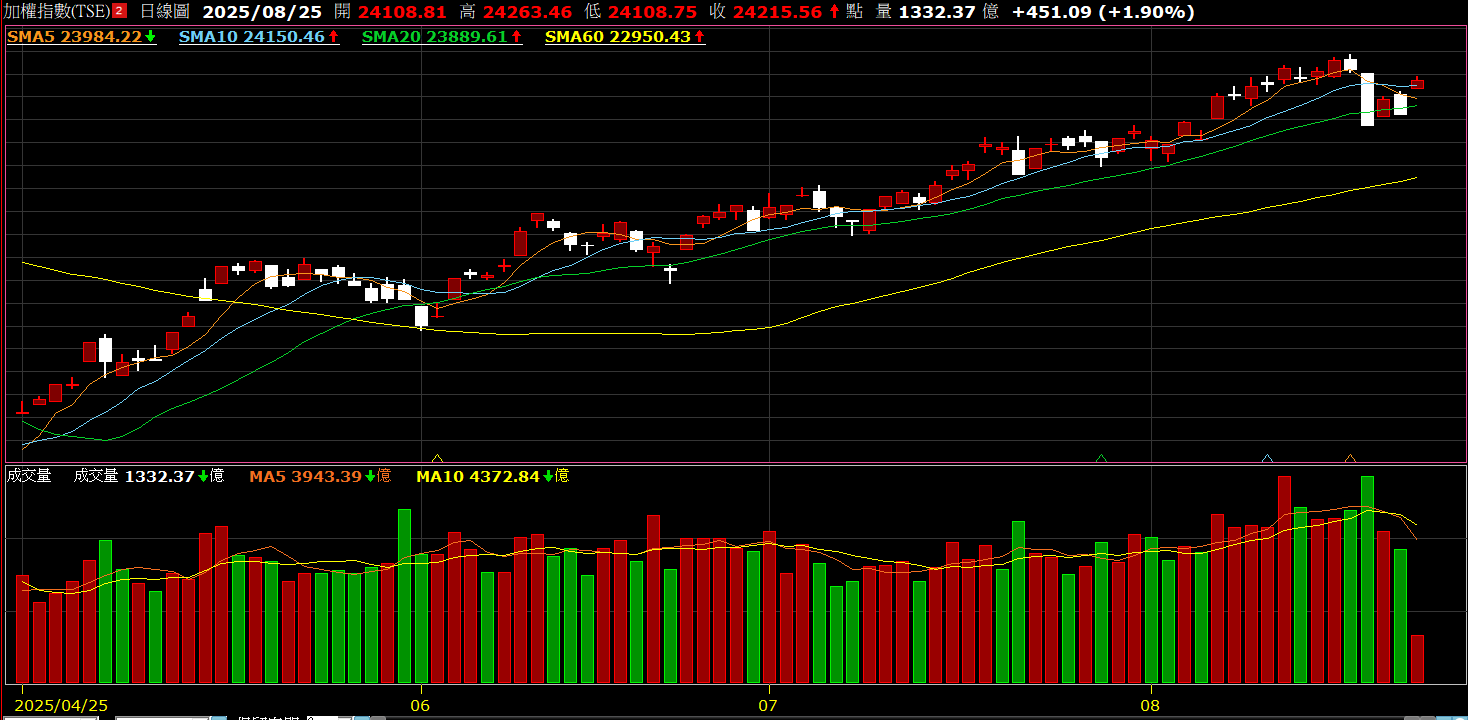 加權指數(TSE) 2 日線圖 2025/08/25 開 24108.81 高 24263.46 低 24108.75 收 24215.56 點 量 1332.37 億 +451.09 (+1.90%)
SMA5 23984.22 SMA10 24150.46 SMA20 23889.61 SMA60 22950.43
成交量 成交量 1332.37 億 MA5 3943.39 億 MA10 4372.84 億
2025/04/25 06 07 08